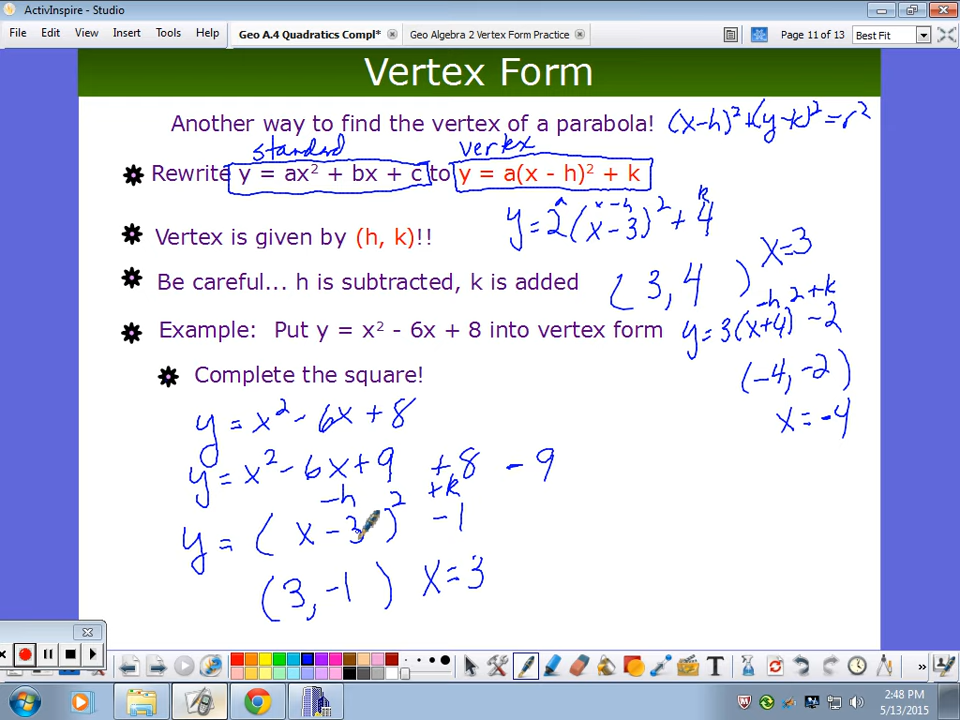 ActivInspire
File Edit View Insert Tools Help Geo A.4 Quadratics Compl* Geo Algebra 2 Vertex Form Practice Page 11 of 13 Best Fit
Vertex Form
Another way to find the vertex of a parabola! (x-h)²+(y-k)²=r²
standard vertex
Rewrite y = ax² + bx + c to y = a(x - h)² + k
a x-h k
y=2(x-3)²+4
Vertex is given by (h, k)!!
x=3
Be careful... h is subtracted, k is added (3,4)
-h 2 +k
Example: Put y = x² - 6x + 8 into vertex form y=3(x+4) -2
Complete the square! (-4,-2)
y = x² - 6x + 8 x=-4
y = x² - 6x + 9 +8 - 9
-h +k
y = (x-3)² -1
(3,-1) x=3
2:48 PM
5/13/2015